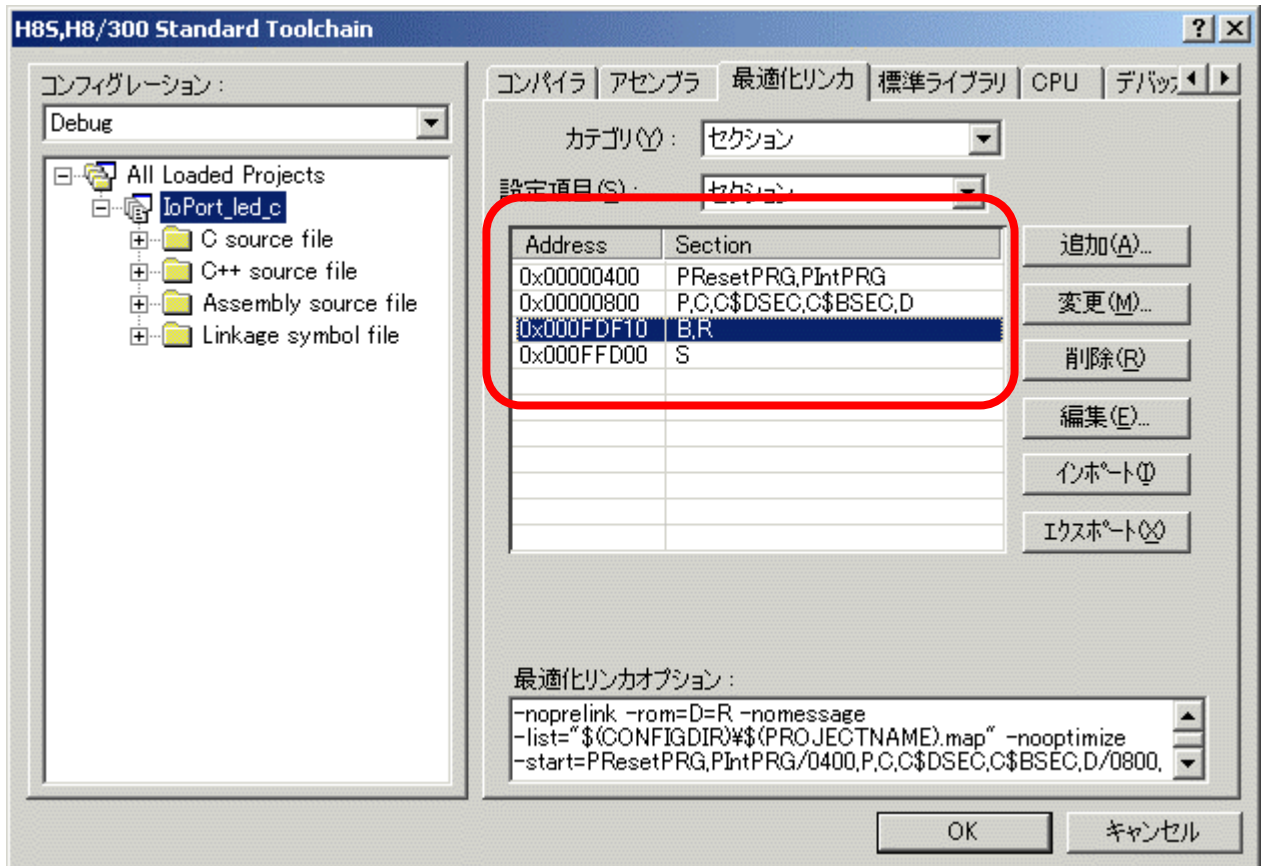 H8S,H8/300 Standard Toolchain
コンフィグレーション :
Debug
All Loaded Projects
IoPort_led_c
C source file
C++ source file
Assembly source file
Linkage symbol file
コンパイラ アセンブラ 最適化リンカ 標準ライブラリ CPU デバッガ
カテゴリ(Y) : セクション
設定項目(S) : セクション
Address Section
0x00000400 PResetPRG,PIntPRG
0x00000800 P,C,C$DSEC,C$BSEC,D
0x000FDF10 B,R
0x000FFD00 S
追加(A)...
変更(M)...
削除(R)
編集(E)...
インポート(I)
エクスポート(X)
最適化リンカオプション :
-noprelink -rom=D=R -nomessage
-list="$(CONFIGDIR)¥$(PROJECTNAME).map" -nooptimize
-start=PResetPRG,PIntPRG/0400,P,C,C$DSEC,C$BSEC,D/0800,
OK キャンセル